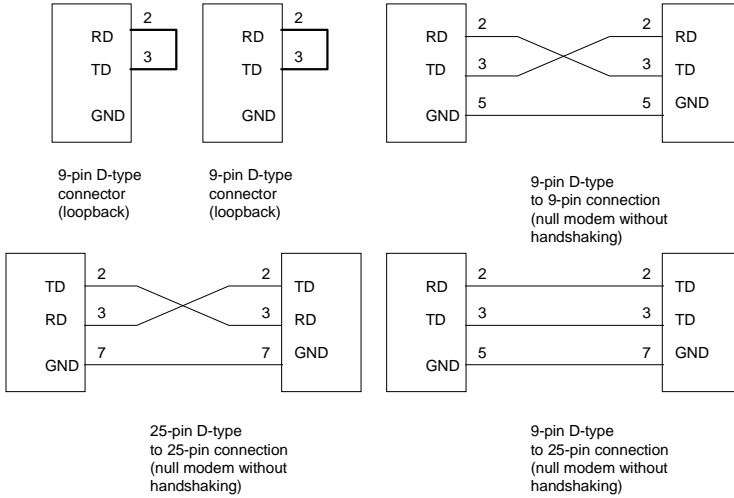 2
RD
3
TD
GND
9-pin D-type
connector
(loopback)
2
RD
3
TD
GND
9-pin D-type
connector
(loopback)
2 2
RD RD
3 3
TD TD
5 5
GND GND
9-pin D-type
to 9-pin connection
(null modem without
handshaking)
2 2
TD TD
3 3
RD RD
7 7
GND GND
25-pin D-type
to 25-pin connection
(null modem without
handshaking)
2 2
RD TD
3 3
TD TD
5 7
GND GND
9-pin D-type
to 25-pin connection
(null modem without
handshaking)